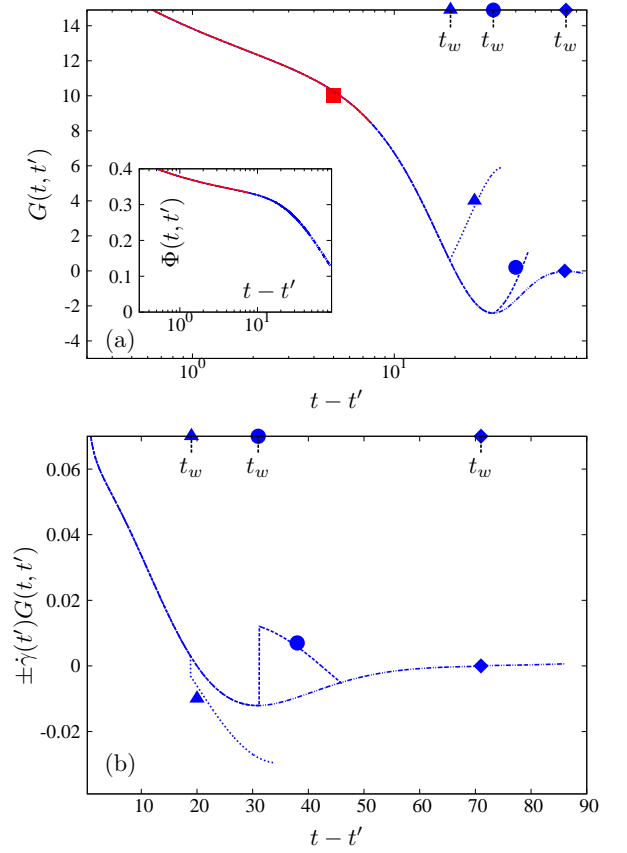 14
12
10
8
6
4
2
0
-2
-4
G(t, t′)
t_w t_w t_w
0.4
0.3
0.2
0.1
0
Φ(t, t′)
t − t′
10^0 10^1
(a)
10^0 10^1
t − t′
0.06
0.04
0.02
0
-0.02
±γ̇(t′)G(t, t′)
t_w t_w t_w
(b)
10 20 30 40 50 60 70 80 90
t − t′